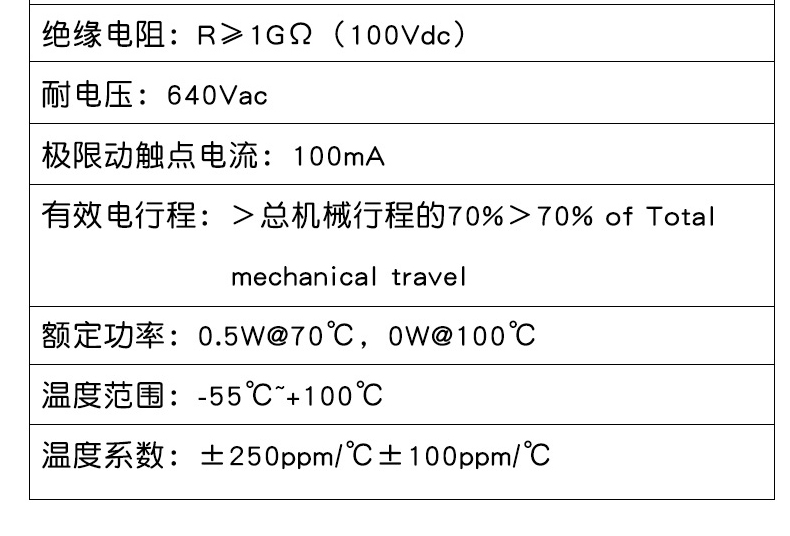 绝缘电阻：R⩾1GΩ（100Vdc）
耐电压：640Vac
极限动触点电流：100mA
有效电行程：＞总机械行程的70%＞70% of Total
mechanical travel
额定功率：0.5W@70℃，0W@100℃
温度范围：-55℃~+100℃
温度系数：±250ppm/℃±100ppm/℃